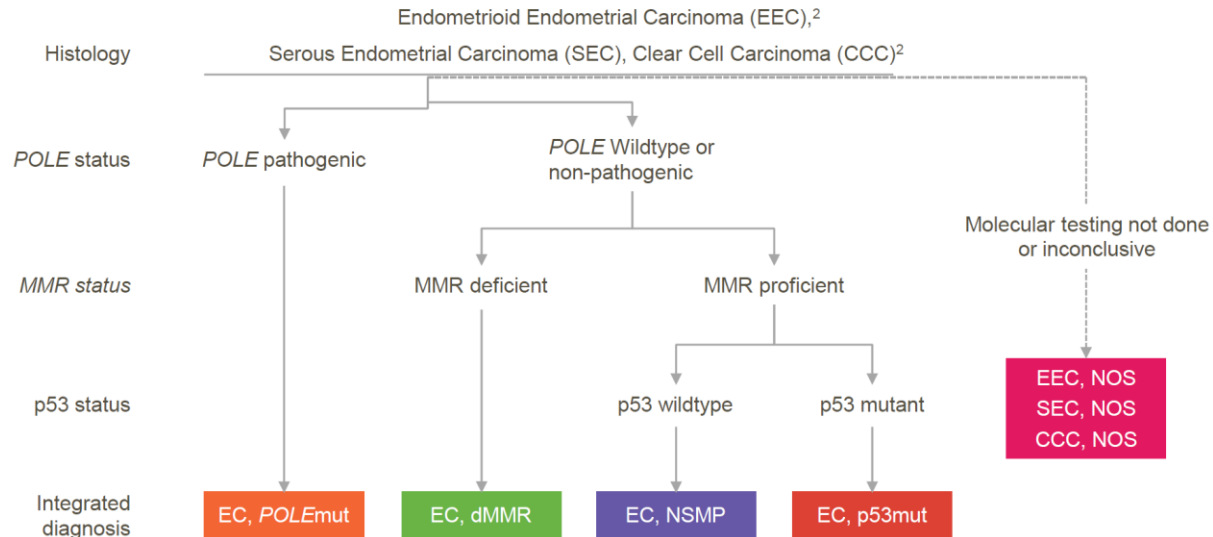 Endometrioid Endometrial Carcinoma (EEC),²
Histology
Serous Endometrial Carcinoma (SEC), Clear Cell Carcinoma (CCC)²
POLE status
POLE pathogenic
POLE Wildtype or
non-pathogenic
Molecular testing not done
or inconclusive
MMR status
MMR deficient
MMR proficient
EEC, NOS
SEC, NOS
CCC, NOS
p53 status
p53 wildtype
p53 mutant
Integrated
diagnosis
EC, POLEmut
EC, dMMR
EC, NSMP
EC, p53mut